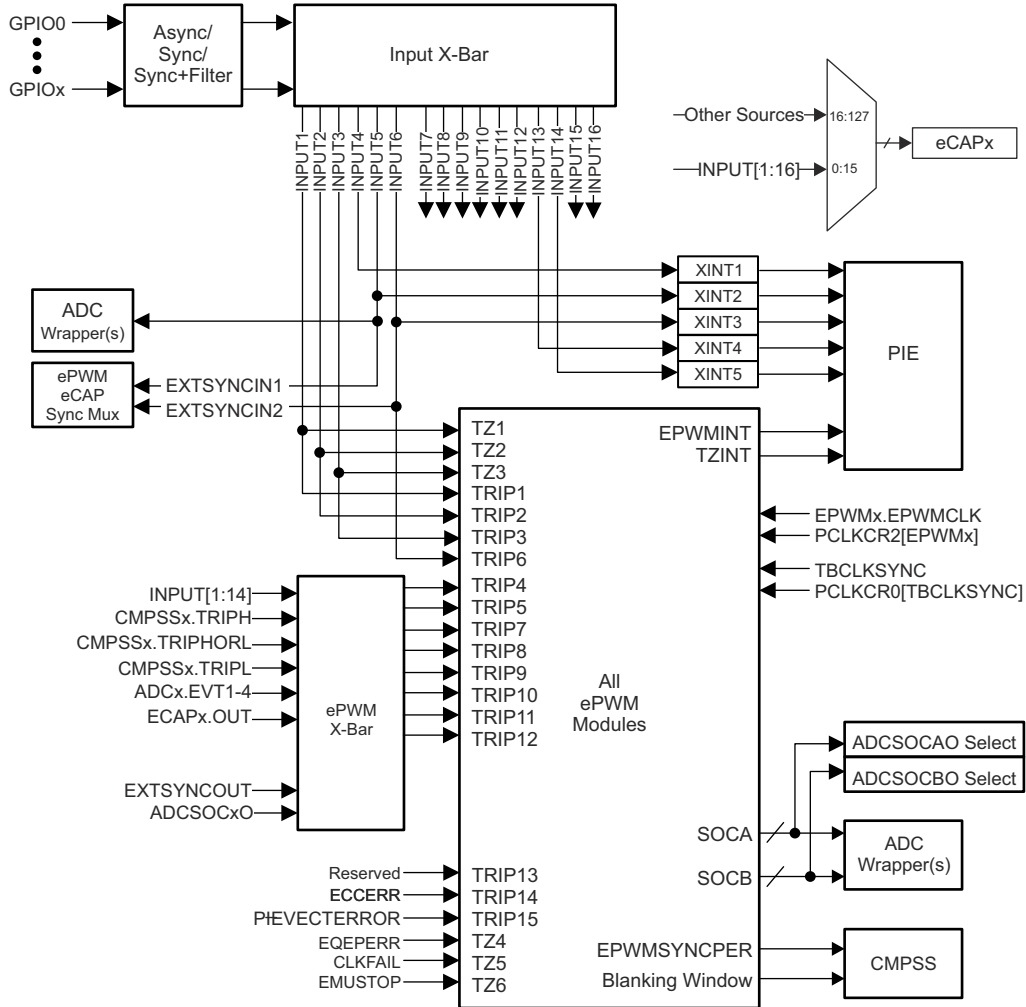 GPIO0
GPIOx
Async/
Sync/
Sync+Filter
Input X-Bar
INPUT1
INPUT2
INPUT3
INPUT4
INPUT5
INPUT6
INPUT7
INPUT8
INPUT9
INPUT10
INPUT11
INPUT12
INPUT13
INPUT14
INPUT15
INPUT16
Other Sources
16:127
INPUT[1:16]
0:15
eCAPx
XINT1
XINT2
XINT3
XINT4
XINT5
PIE
ADC
Wrapper(s)
ePWM
eCAP
Sync Mux
EXTSYNCIN1
EXTSYNCIN2
TZ1
TZ2
TZ3
TRIP1
TRIP2
TRIP3
TRIP6
TRIP4
TRIP5
TRIP7
TRIP8
TRIP9
TRIP10
TRIP11
TRIP12
EPWMINT
TZINT
EPWMx.EPWMCLK
PCLKCR2[EPWMx]
TBCLKSYNC
PCLKCR0[TBCLKSYNC]
INPUT[1:14]
CMPSSx.TRIPH
CMPSSx.TRIPHORL
CMPSSx.TRIPL
ADCx.EVT1-4
ECAPx.OUT
EXTSYNCOUT
ADCSOCxO
ePWM
X-Bar
All
ePWM
Modules
ADCSOCAO Select
ADCSOCBO Select
SOCA
SOCB
ADC
Wrapper(s)
Reserved
ECCERR
PIEVECTERROR
EQEPERR
CLKFAIL
EMUSTOP
TRIP13
TRIP14
TRIP15
TZ4
TZ5
TZ6
EPWMSYNCPER
Blanking Window
CMPSS